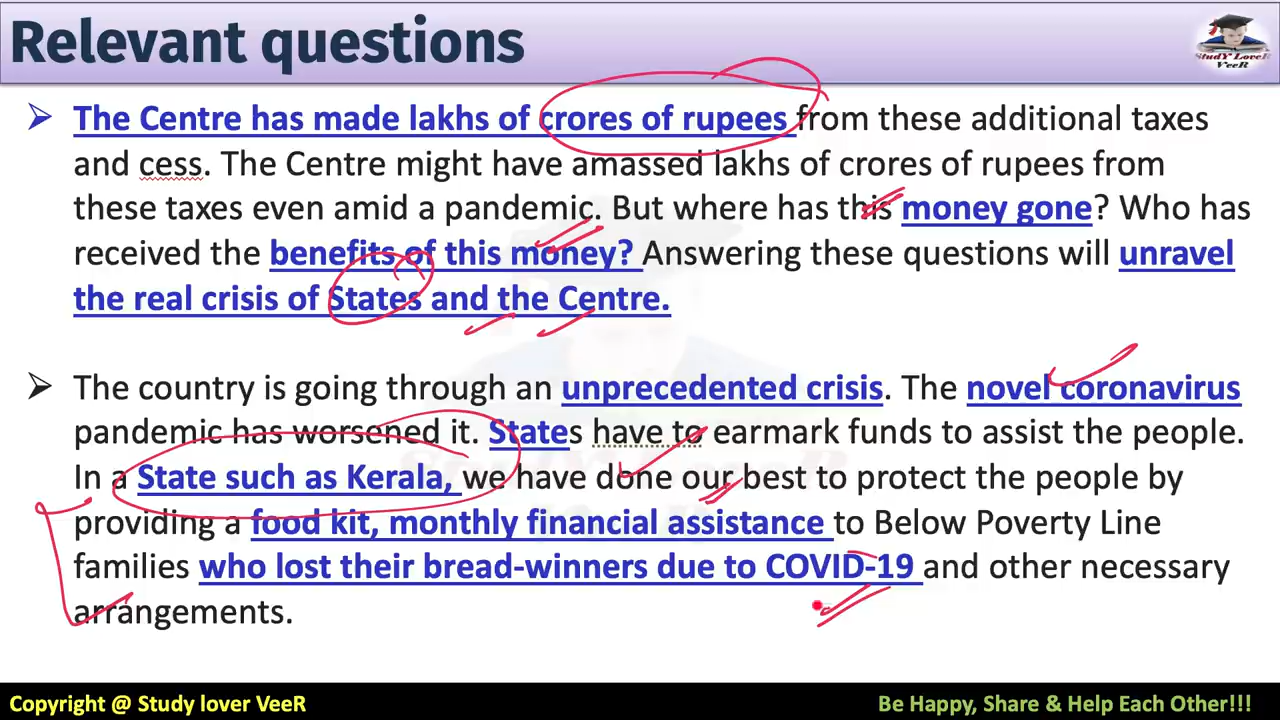 Relevant questions
StudY LoveR
VeeR
➢ The Centre has made lakhs of crores of rupees from these additional taxes
and cess. The Centre might have amassed lakhs of crores of rupees from
these taxes even amid a pandemic. But where has this money gone? Who has
received the benefits of this money? Answering these questions will unravel
the real crisis of States and the Centre.
➢ The country is going through an unprecedented crisis. The novel coronavirus
pandemic has worsened it. States have to earmark funds to assist the people.
In a State such as Kerala, we have done our best to protect the people by
providing a food kit, monthly financial assistance to Below Poverty Line
families who lost their bread-winners due to COVID-19 and other necessary
arrangements.
Copyright @ Study lover VeeR
Be Happy, Share & Help Each Other!!!